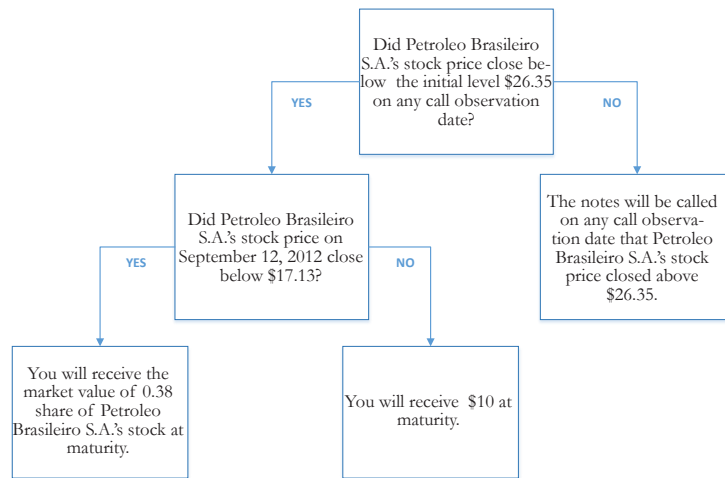 Did Petroleo Brasileiro
S.A.'s stock price close be-
low the initial level $26.35
on any call observation
date?
YES
NO
Did Petroleo Brasileiro
S.A.'s stock price on
September 12, 2012 close
below $17.13?
The notes will be called
on any call observa-
tion date that Petroleo
Brasileiro S.A.'s stock
price closed above
$26.35.
YES
NO
You will receive the
market value of 0.38
share of Petroleo
Brasileiro S.A.'s stock at
maturity.
You will receive $10 at
maturity.